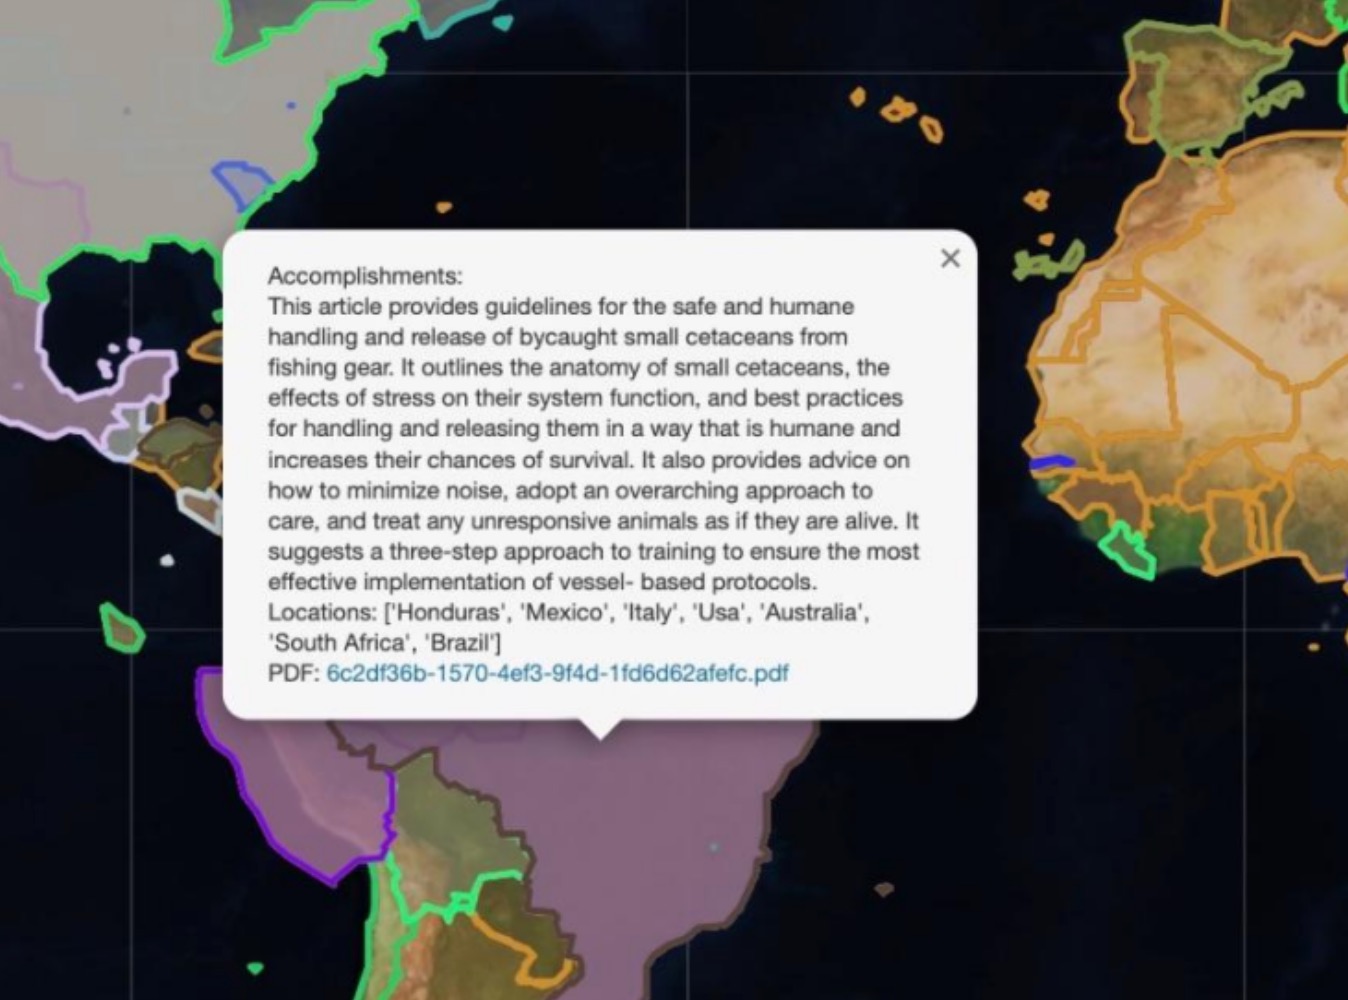 Accomplishments:
This article provides guidelines for the safe and humane
handling and release of bycaught small cetaceans from
fishing gear. It outlines the anatomy of small cetaceans, the
effects of stress on their system function, and best practices
for handling and releasing them in a way that is humane and
increases their chances of survival. It also provides advice on
how to minimize noise, adopt an overarching approach to
care, and treat any unresponsive animals as if they are alive. It
suggests a three-step approach to training to ensure the most
effective implementation of vessel- based protocols.
Locations: ['Honduras', 'Mexico', 'Italy', 'Usa', 'Australia',
'South Africa', 'Brazil']
PDF: 6c2df36b-1570-4ef3-9f4d-1fd6d62afefc.pdf